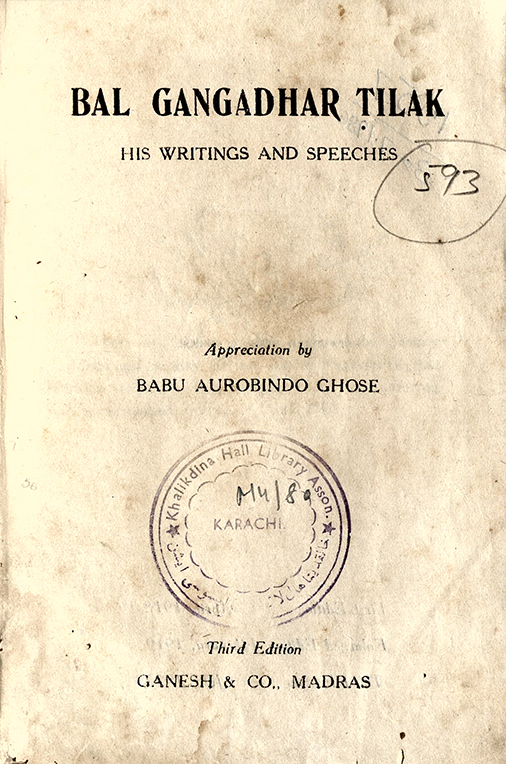 BAL GANGADHAR TILAK
HIS WRITINGS AND SPEECHES
593
Appreciation by
BABU AUROBINDO GHOSE
Khalikdina Hall Library Asson.
KARACHI.
Third Edition
GANESH & CO., MADRAS